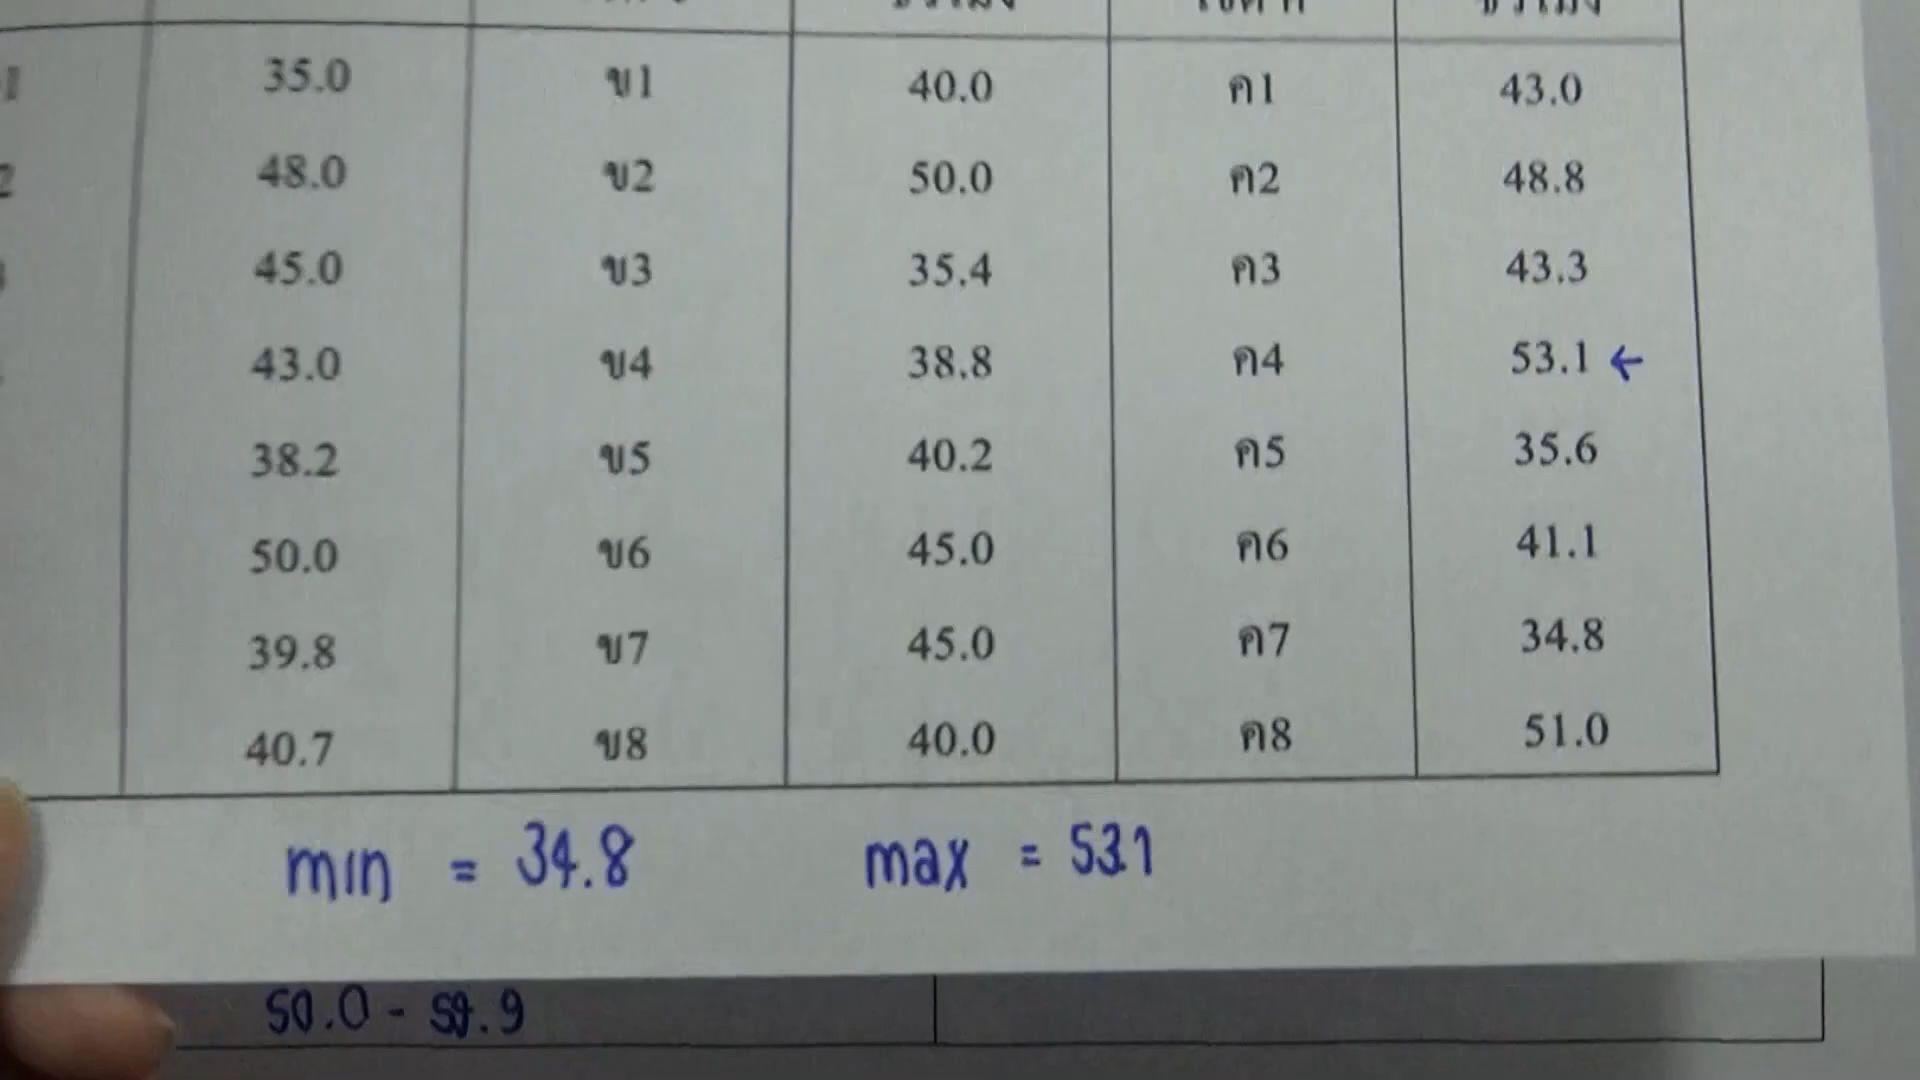 35.0 ข1 40.0 ค1 43.0
2 48.0 ข2 50.0 ค2 48.8
45.0 ข3 35.4 ค3 43.3
43.0 ข4 38.8 ค4 53.1 ←
38.2 ข5 40.2 ค5 35.6
50.0 ข6 45.0 ค6 41.1
39.8 ข7 45.0 ค7 34.8
40.7 ข8 40.0 ค8 51.0
min = 34.8 max = 53.1
50.0 - 59.9